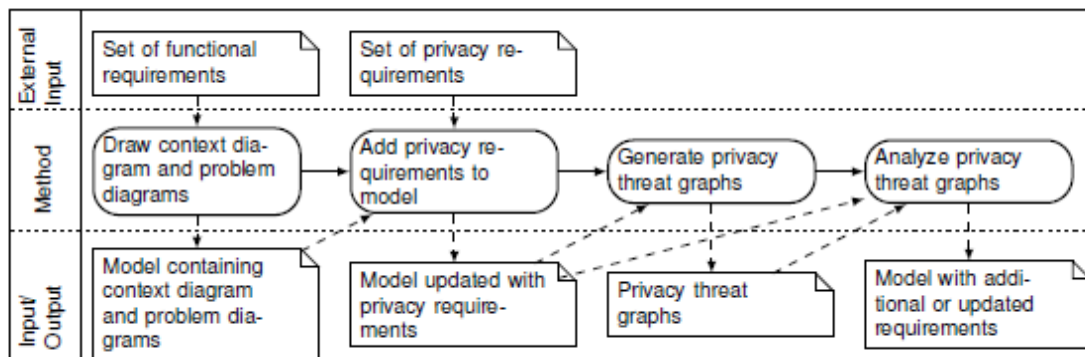 External
Input
Set of functional
requirements
Set of privacy re-
quirements
Method
Draw context dia-
gram and problem
diagrams
Add privacy re-
quirements to
model
Generate privacy
threat graphs
Analyze privacy
threat graphs
Input/
Output
Model containing
context diagram
and problem dia-
grams
Model updated with
privacy require-
ments
Privacy threat
graphs
Model with addi-
tional or updated
requirements